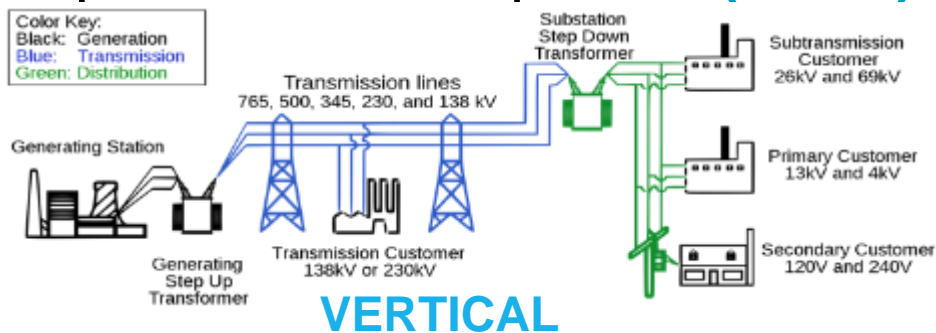 Color Key:
Black: Generation
Blue: Transmission
Green: Distribution
Substation
Step Down
Transformer
Subtransmission
Customer
26kV and 69kV
Transmission lines
765, 500, 345, 230, and 138 kV
Generating Station
Primary Customer
13kV and 4kV
Transmission Customer
138kV or 230kV
Secondary Customer
120V and 240V
Generating
Step Up
Transformer
VERTICAL